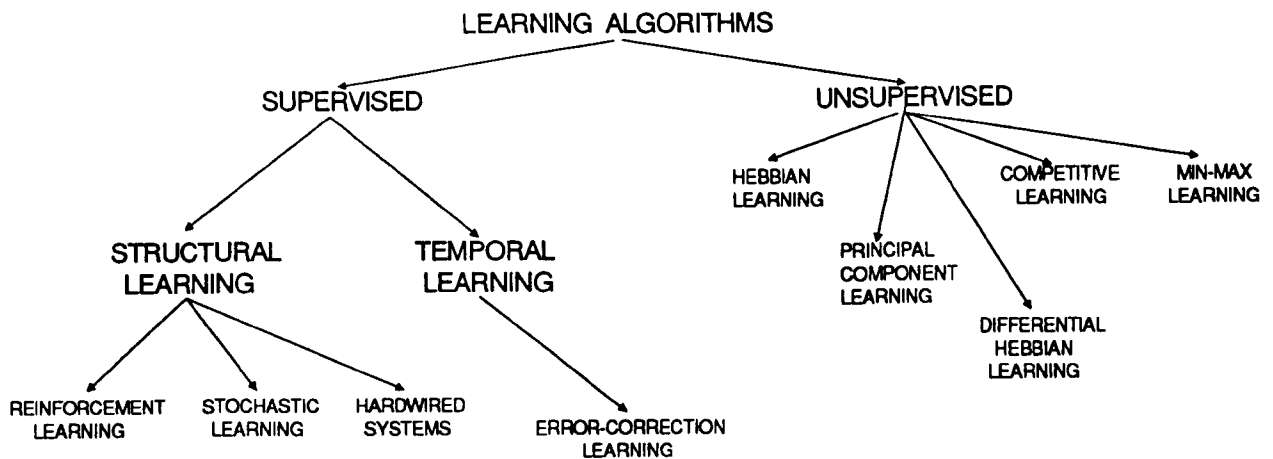 LEARNING ALGORITHMS
SUPERVISED
UNSUPERVISED
HEBBIAN
LEARNING
COMPETITIVE
LEARNING
MIN-MAX
LEARNING
STRUCTURAL
LEARNING
TEMPORAL
LEARNING
PRINCIPAL
COMPONENT
LEARNING
DIFFERENTIAL
HEBBIAN
LEARNING
REINFORCEMENT
LEARNING
STOCHASTIC
LEARNING
HARDWIRED
SYSTEMS
ERROR-CORRECTION
LEARNING